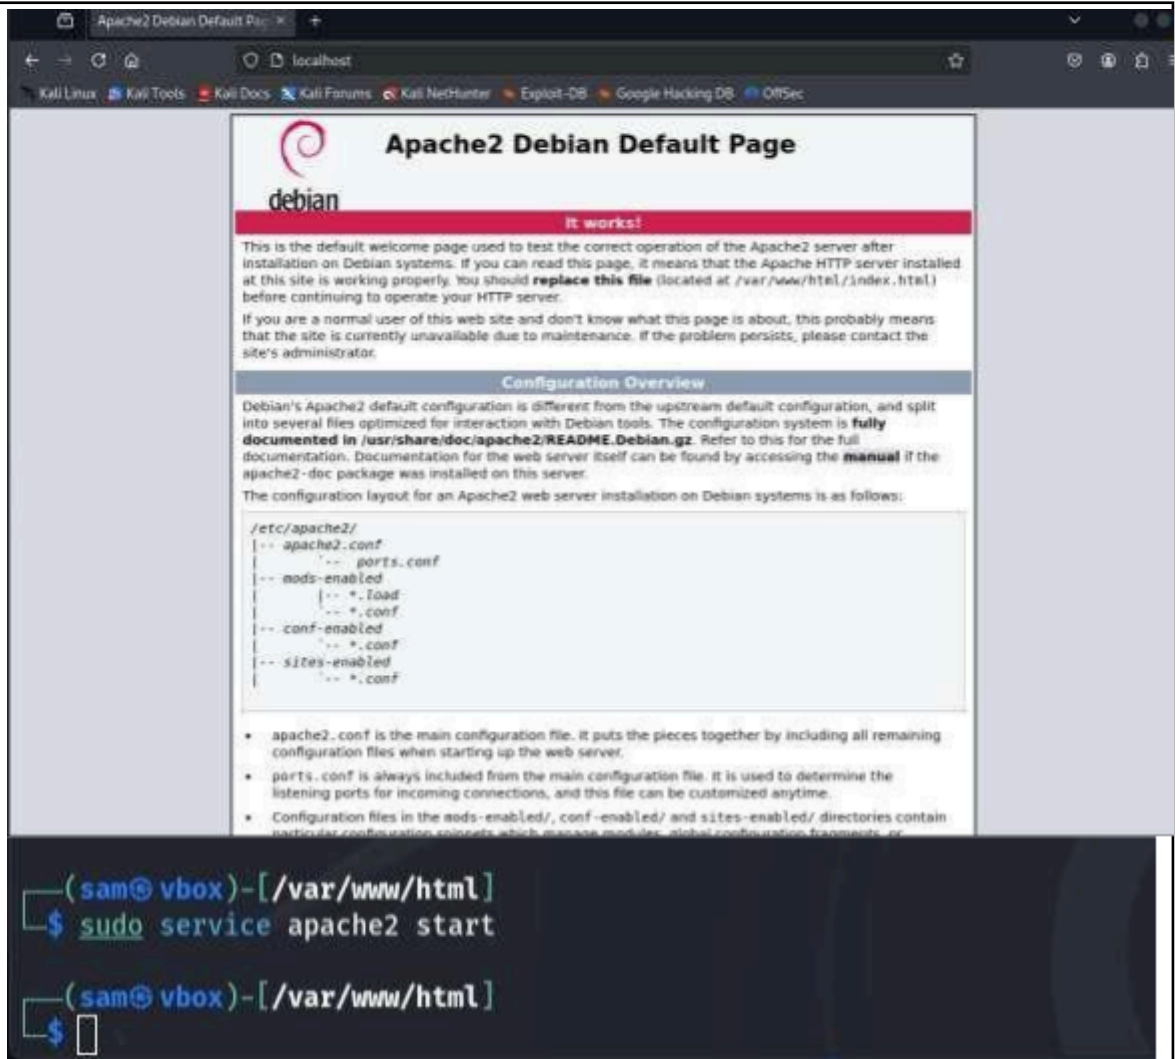 Apache2 Debian Default Pag
localhost
Kali Linux Kali Tools Kali Docs Kali Forums Kali NetHunter Exploit-DB Google Hacking DB OffSec
Apache2 Debian Default Page
debian
It works!
This is the default welcome page used to test the correct operation of the Apache2 server after
installation on Debian systems. If you can read this page, it means that the Apache HTTP server installed
at this site is working properly. You should replace this file (located at /var/www/html/index.html)
before continuing to operate your HTTP server.
If you are a normal user of this web site and don't know what this page is about, this probably means
that the site is currently unavailable due to maintenance. If the problem persists, please contact the
site's administrator.
Configuration Overview
Debian's Apache2 default configuration is different from the upstream default configuration, and split
into several files optimized for interaction with Debian tools. The configuration system is fully
documented in /usr/share/doc/apache2/README.Debian.gz. Refer to this for the full
documentation. Documentation for the web server itself can be found by accessing the manual if the
apache2-doc package was installed on this server.
The configuration layout for an Apache2 web server installation on Debian systems is as follows:
/etc/apache2/
|-- apache2.conf
|       `--  ports.conf
|-- mods-enabled
|       |-- *.load
|       `-- *.conf
|-- conf-enabled
|       `-- *.conf
|-- sites-enabled
|       `-- *.conf
• apache2.conf is the main configuration file. It puts the pieces together by including all remaining
configuration files when starting up the web server.
• ports.conf is always included from the main configuration file. It is used to determine the
listening ports for incoming connections, and this file can be customized anytime.
• Configuration files in the mods-enabled/, conf-enabled/ and sites-enabled/ directories contain
particular configuration snippets which manage modules, global configuration fragments, or
(sam㉿vbox)-[/var/www/html]
$ sudo service apache2 start
(sam㉿vbox)-[/var/www/html]
$